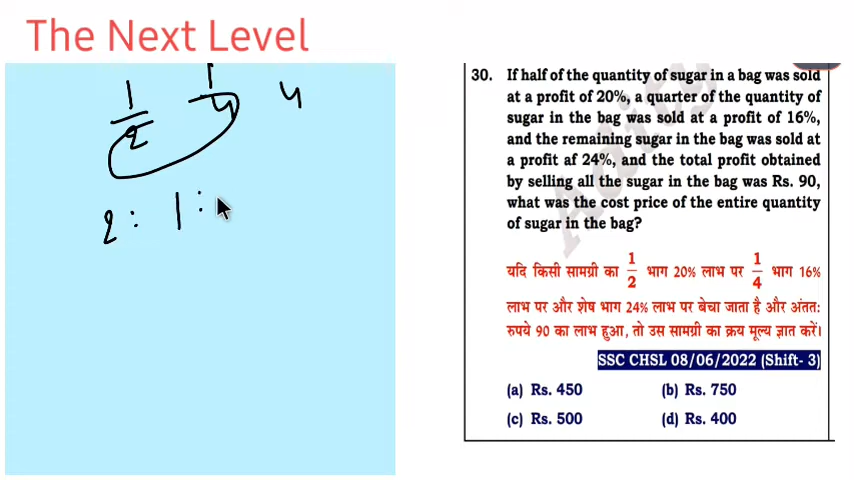 The Next Level
1/2 1/4 4
2 : 1 :
30. If half of the quantity of sugar in a bag was sold
at a profit of 20%, a quarter of the quantity of
sugar in the bag was sold at a profit of 16%,
and the remaining sugar in the bag was sold at
a profit af 24%, and the total profit obtained
by selling all the sugar in the bag was Rs. 90,
what was the cost price of the entire quantity
of sugar in the bag?
यदि किसी सामग्री का 1/2 भाग 20% लाभ पर 1/4 भाग 16%
लाभ पर और शेष भाग 24% लाभ पर बेचा जाता है और अंततः
रुपये 90 का लाभ हुआ, तो उस सामग्री का क्रय मूल्य ज्ञात करें।
SSC CHSL 08/06/2022 (Shift- 3)
(a) Rs. 450 (b) Rs. 750
(c) Rs. 500 (d) Rs. 400
Adity